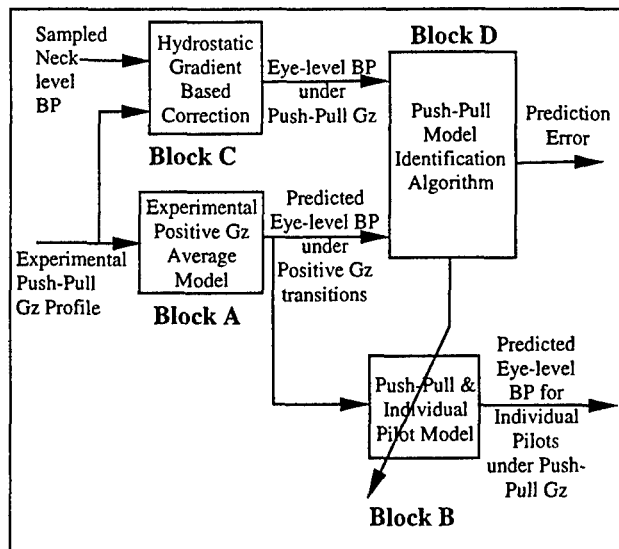 Sampled
Neck
level
BP
Hydrostatic
Gradient
Based
Correction
Block C
Eye-level BP
under
Push-Pull Gz
Block D
Push-Pull
Model
Identification
Algorithm
Prediction
Error
Experimental
Push-Pull
Gz Profile
Experimental
Positive Gz
Average
Model
Block A
Predicted
Eye-level BP
under
Positive Gz
transitions
Push-Pull &
Individual
Pilot Model
Block B
Predicted
Eye-level
BP for
Individual
Pilots
under Push-
Pull Gz